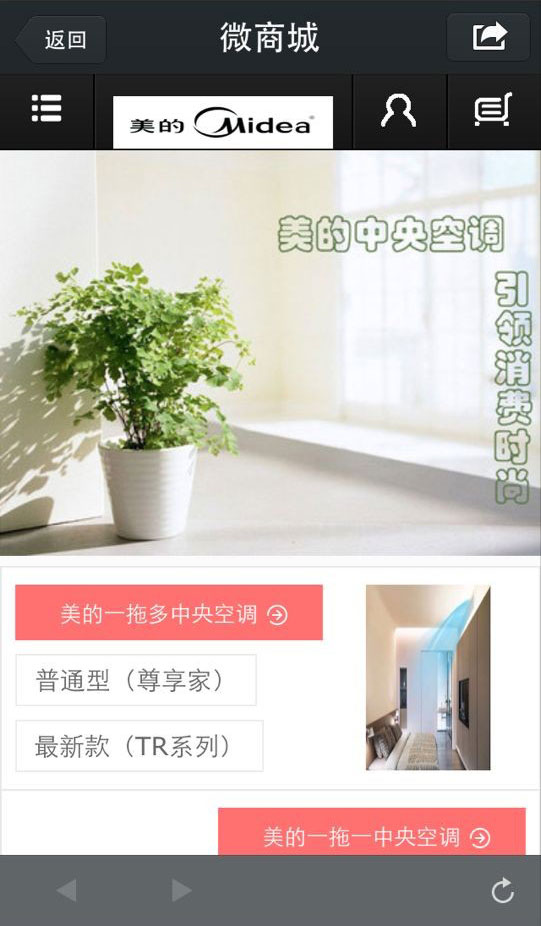 返回
微商城
美的 Midea®
美的中央空调
引领消费时尚
美的一拖多中央空调
普通型（尊享家）
最新款（TR系列）
美的一拖一中央空调